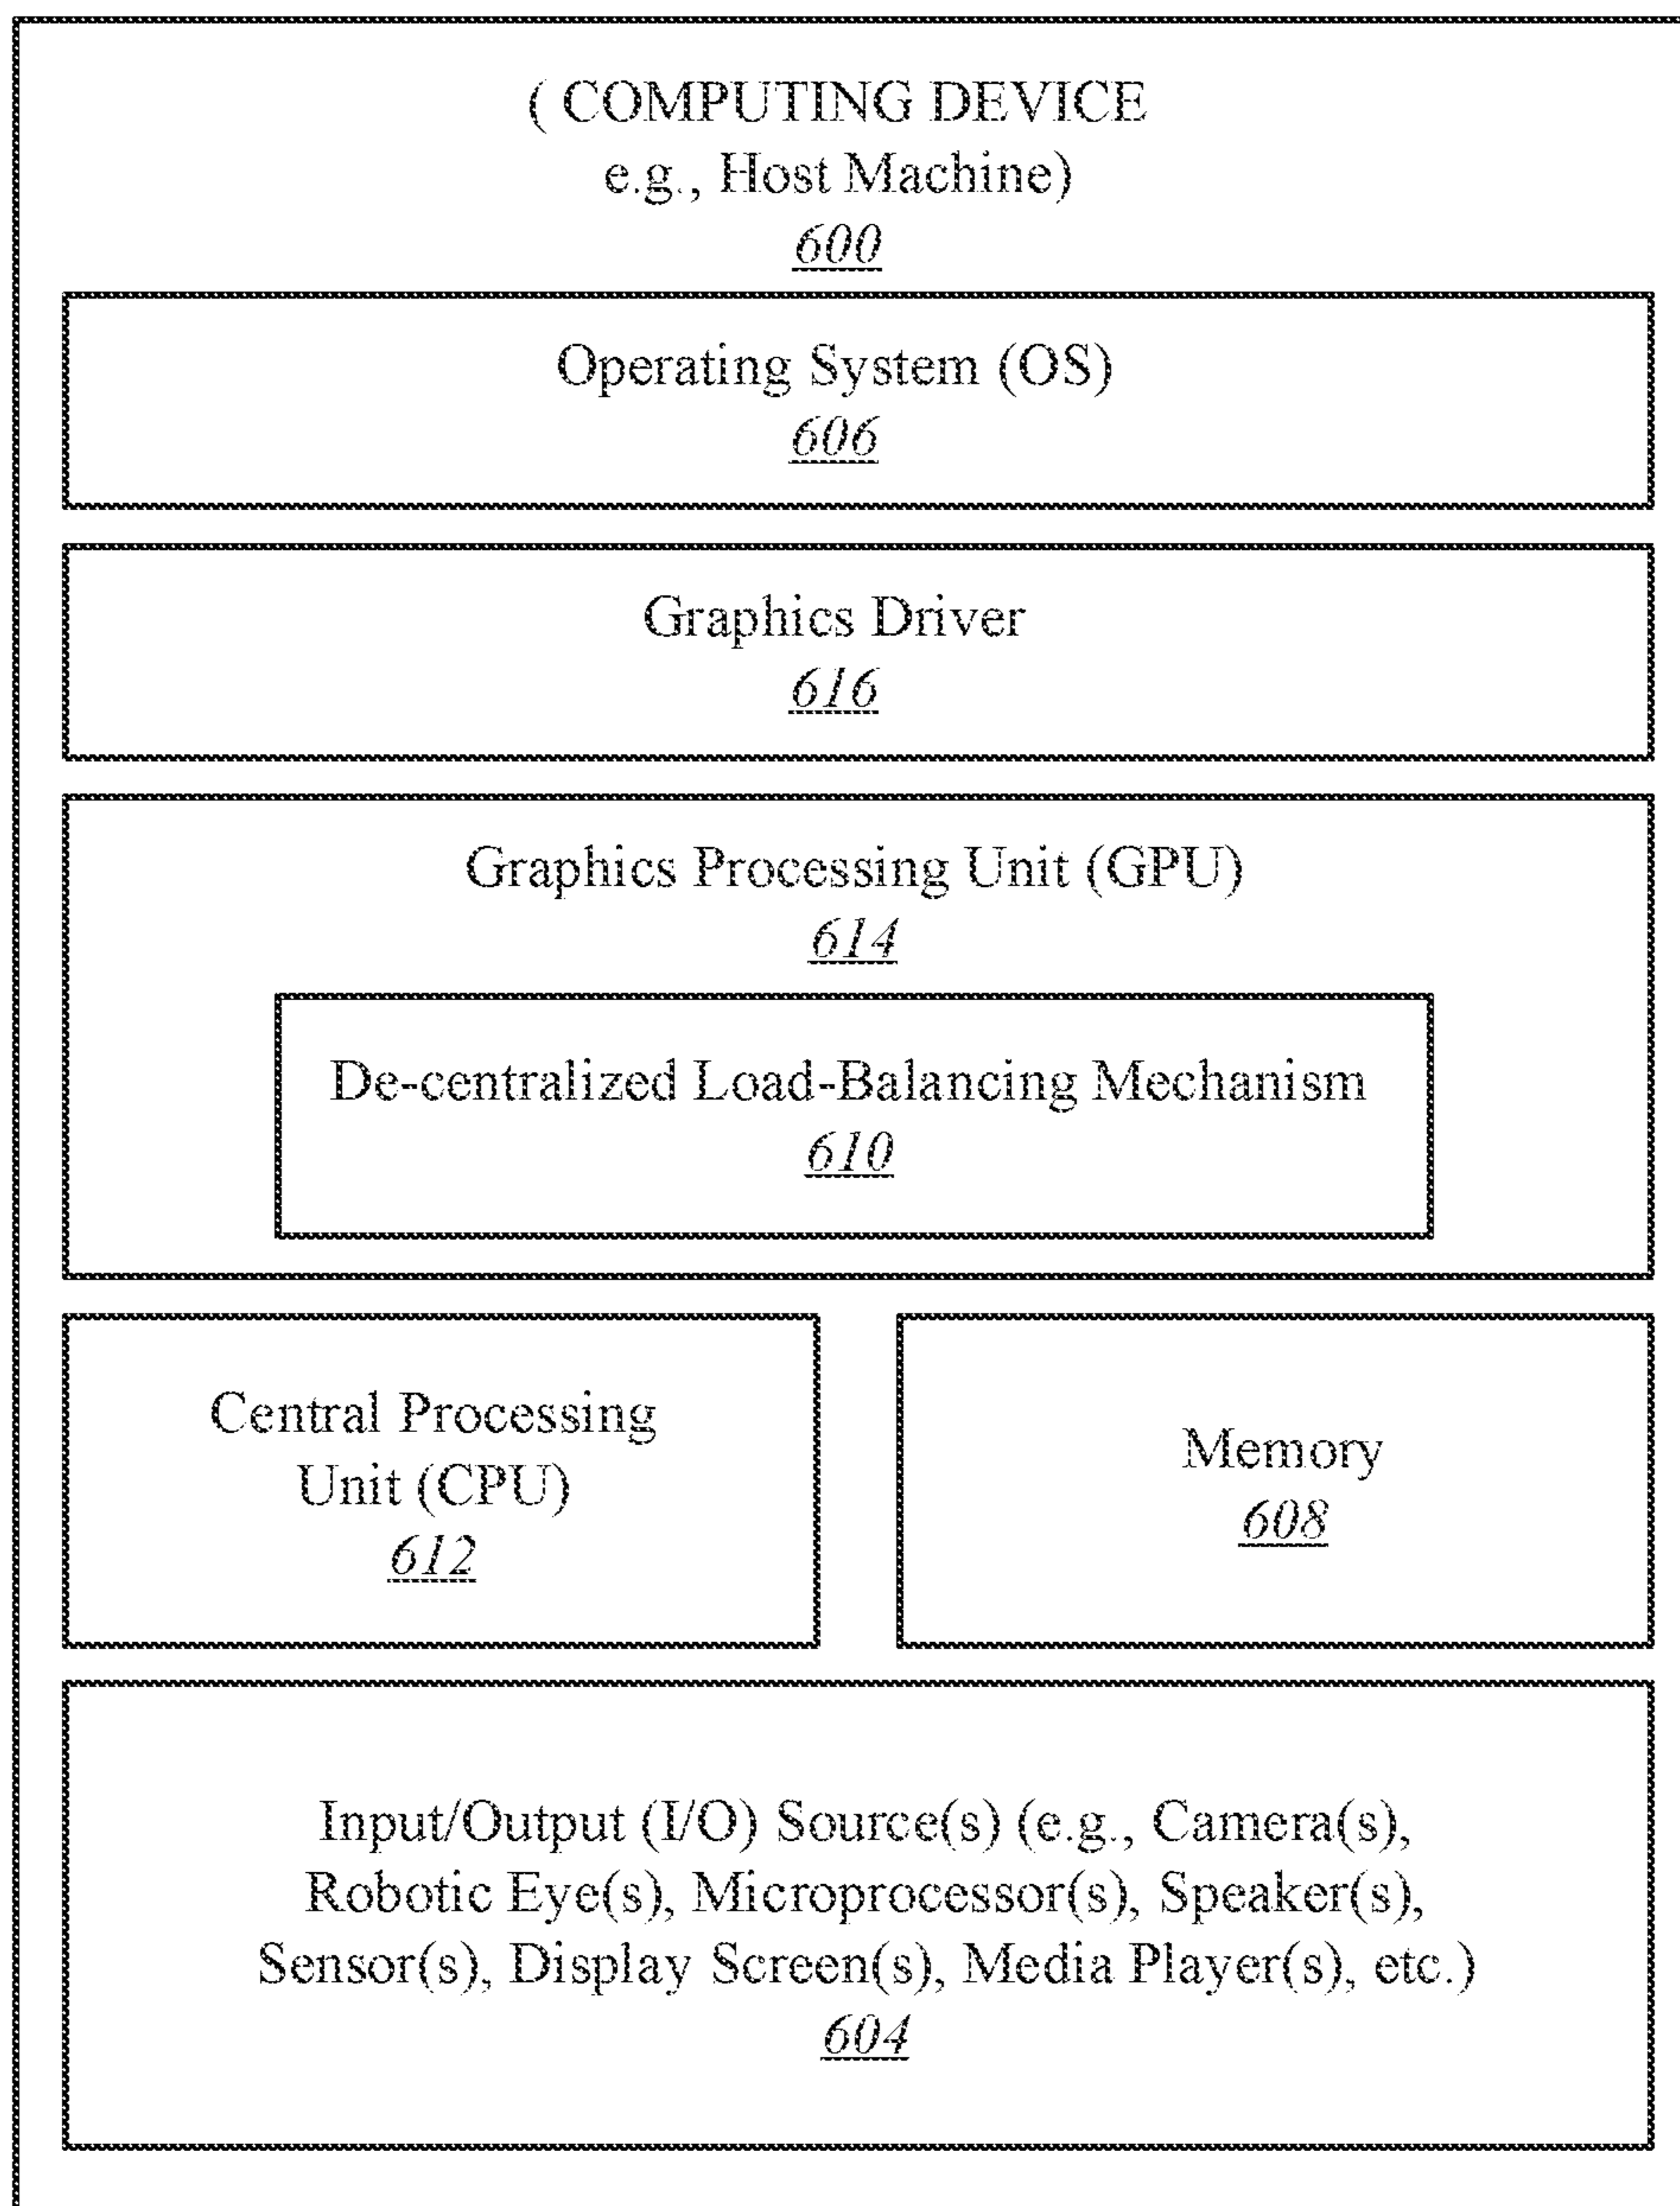 ( COMPUTING DEVICE
e.g., Host Machine)
600
Operating System (OS)
606
Graphics Driver
616
Graphics Processing Unit (GPU)
614
De-centralized Load-Balancing Mechanism
610
Central Processing
Unit (CPU)
612
Memory
608
Input/Output (I/O) Source(s) (e.g., Camera(s),
Robotic Eye(s), Microprocessor(s), Speaker(s),
Sensor(s), Display Screen(s), Media Player(s), etc.)
604